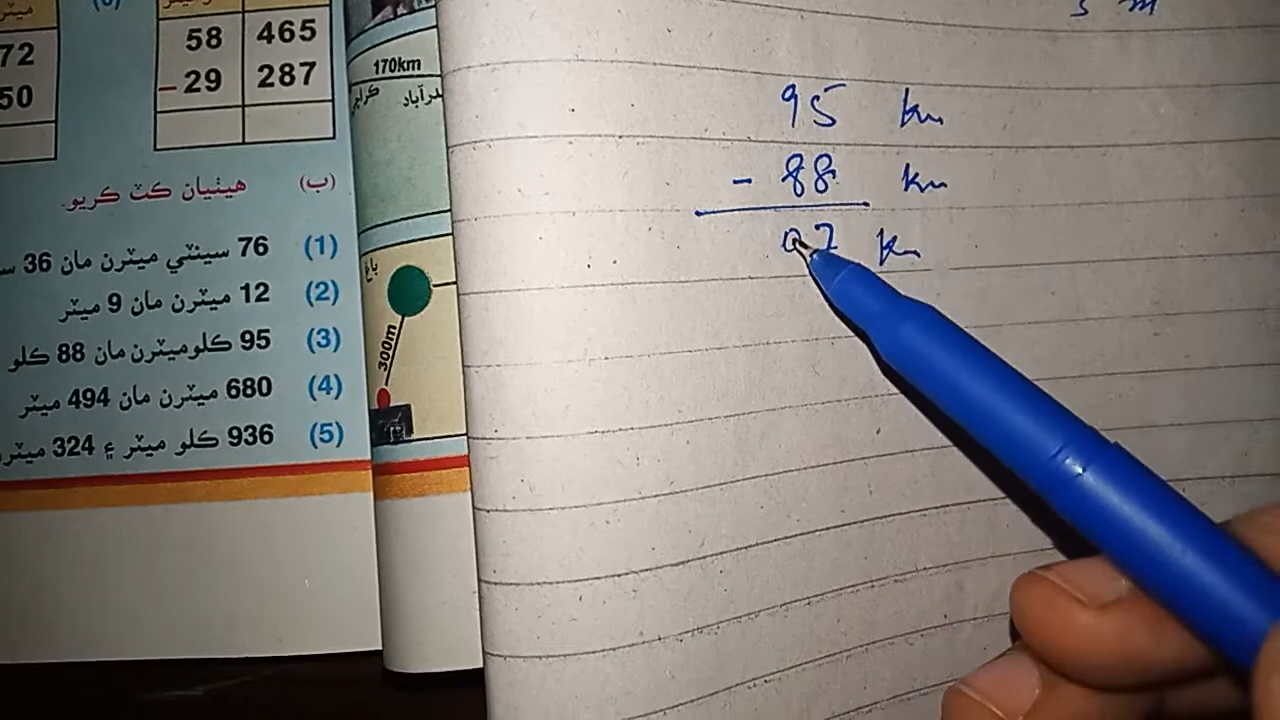 72
50
58 465
- 29 287
(ب) هيٺيان ڪٽ ڪريو.
(1) 76 سينٽي ميٽرن مان 36
(2) 12 ميٽرن مان 9 ميٽر
(3) 95 ڪلوميٽرن مان 88 ڪلو
(4) 680 ميٽرن مان 494 ميٽر
(5) 936 ڪلو ميٽر ۽ 324
170km
ڪراچي
باغ
300m
95 km
- 88 km
07 km